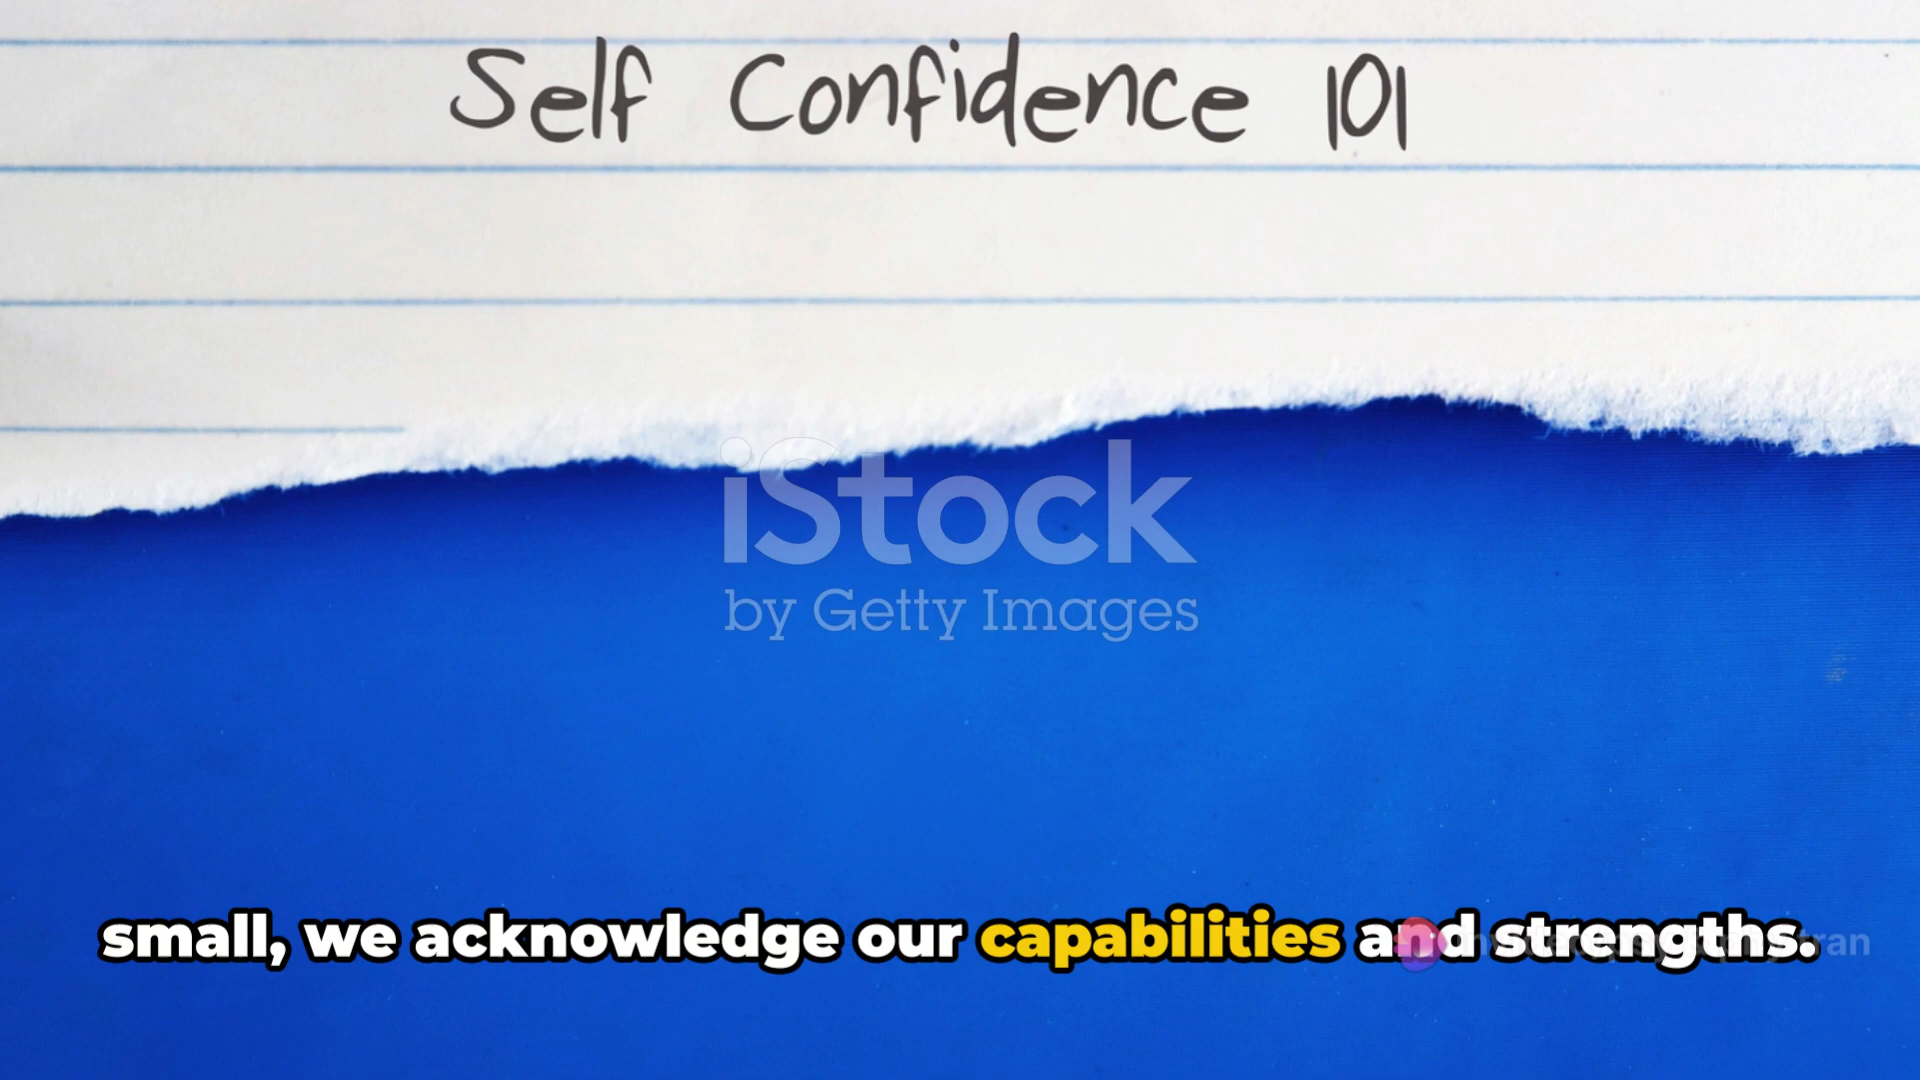 Self Confidence 101
iStock
by Getty Images
small, we acknowledge our capabilities and strengths.